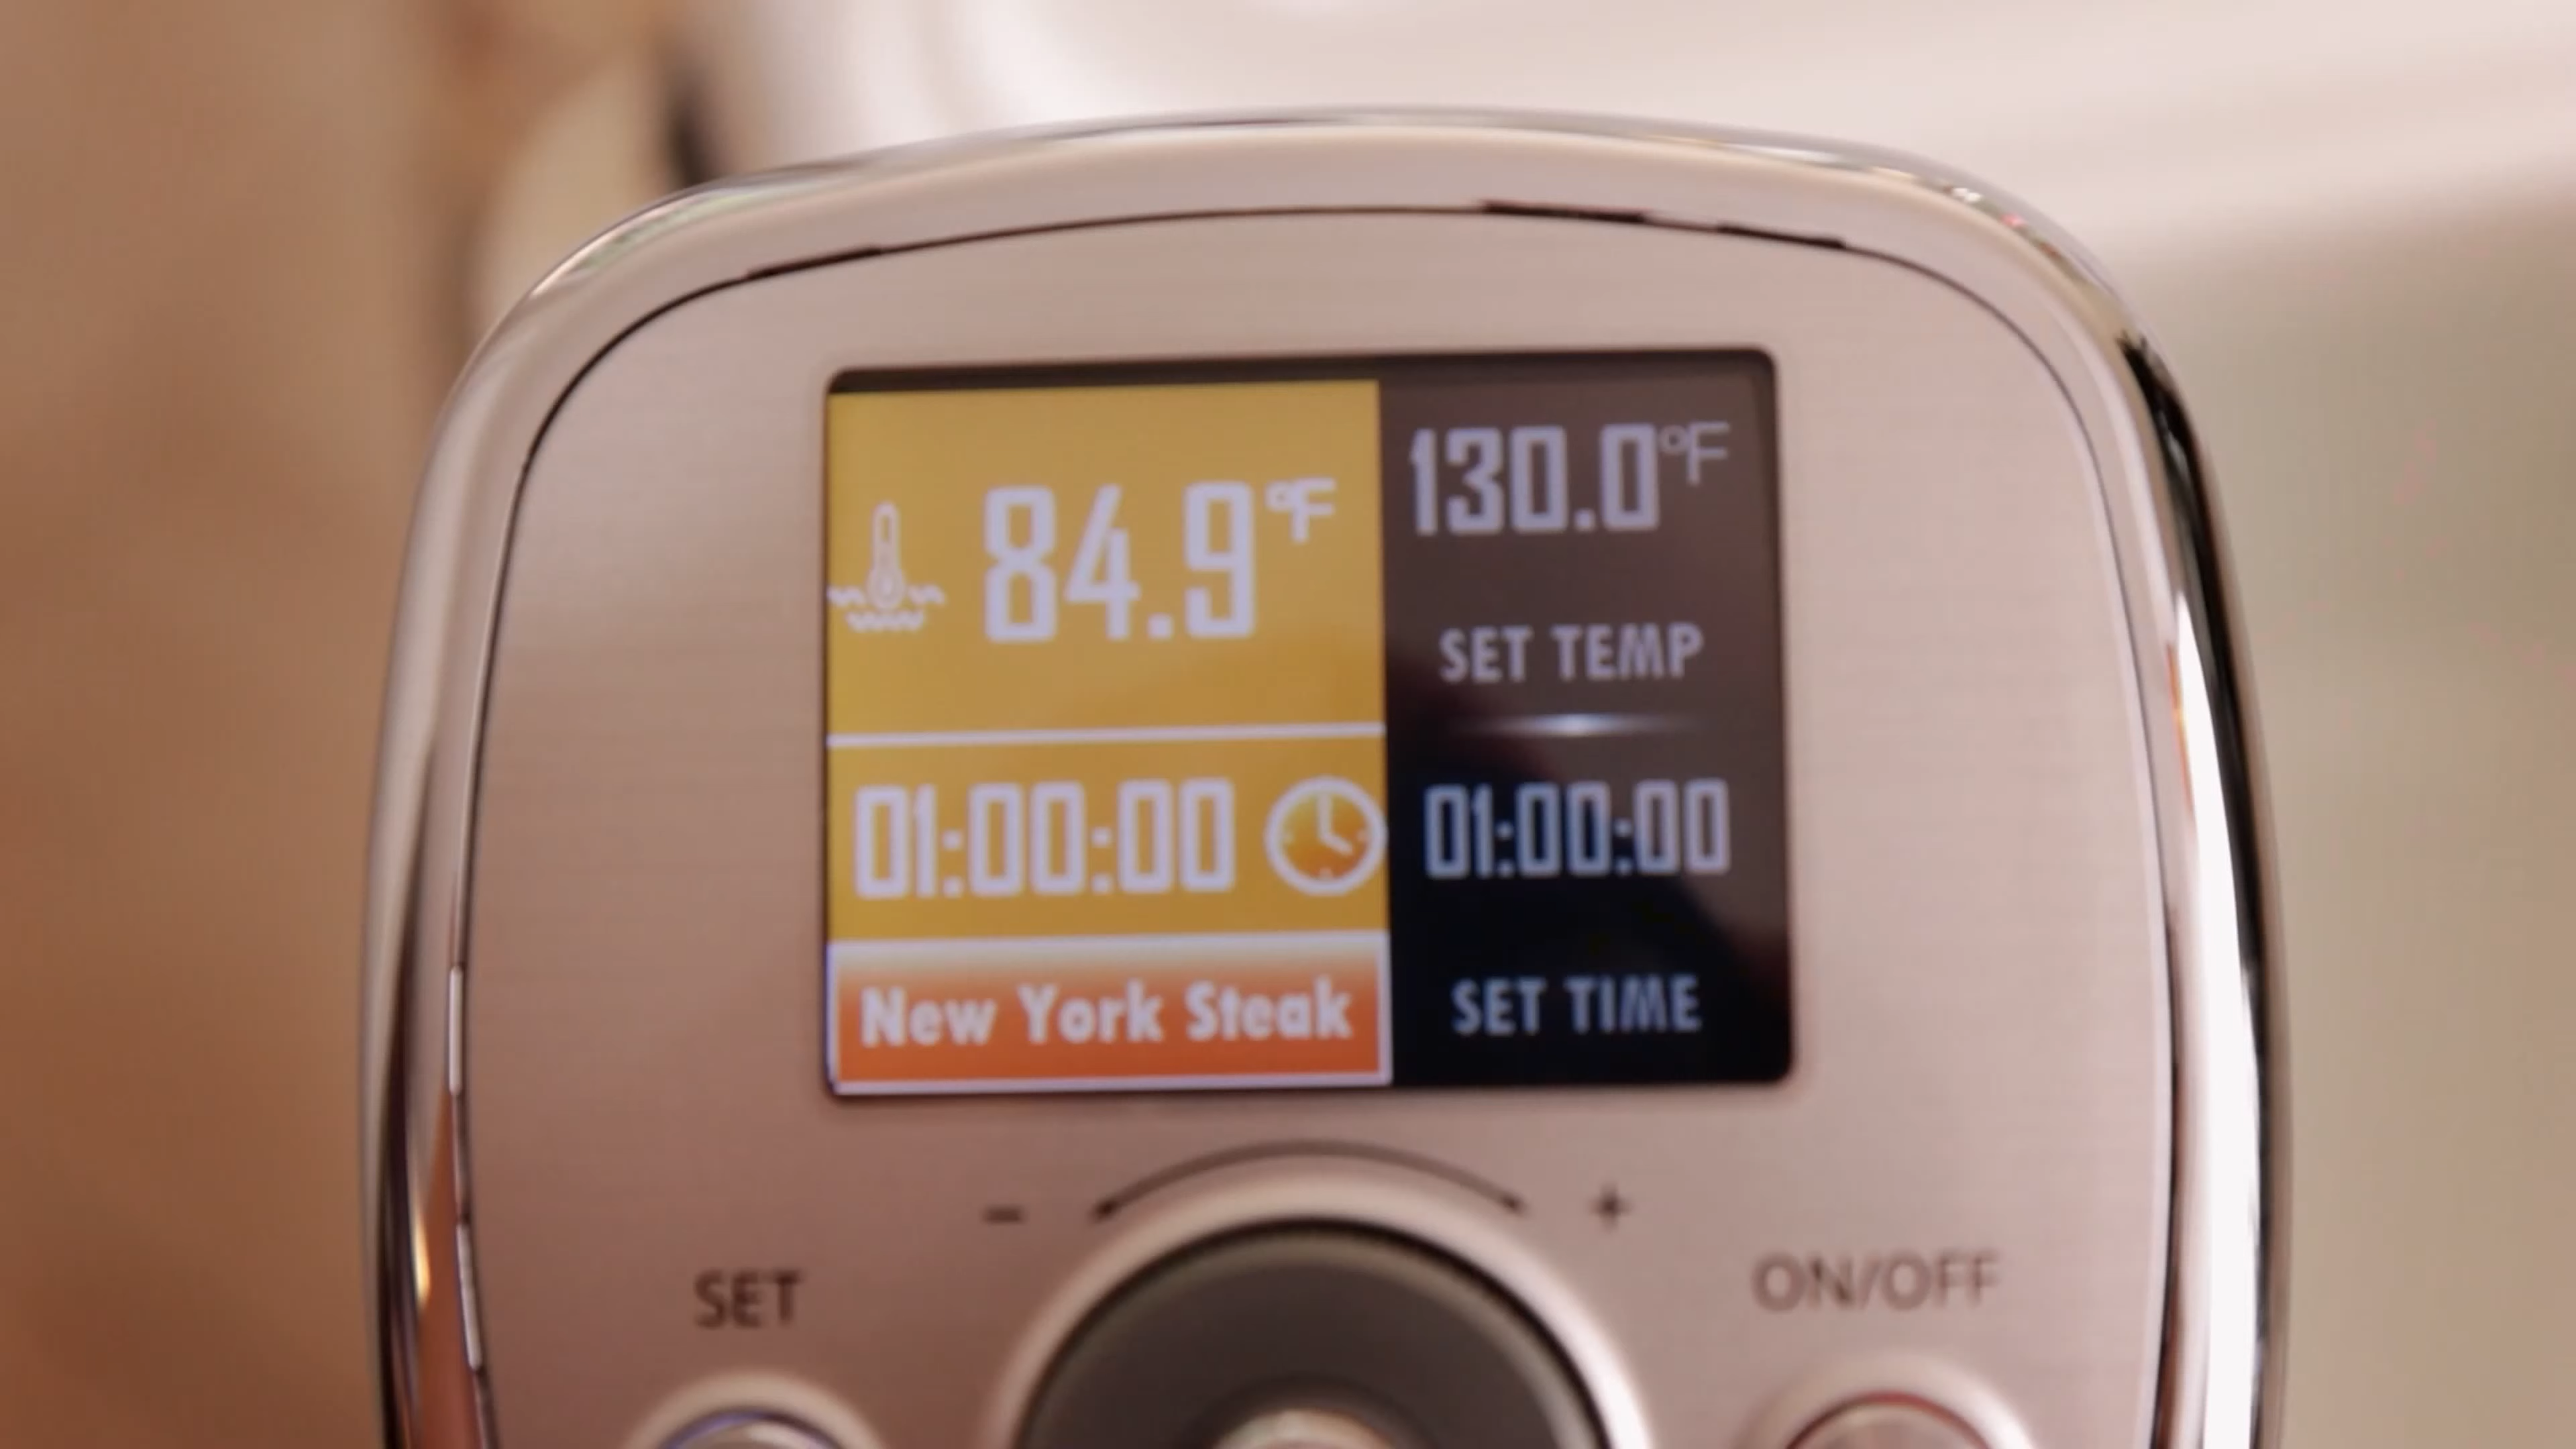 84.9°F
01:00:00
New York Steak
130.0°F
SET TEMP
01:00:00
SET TIME
- +
SET
ON/OFF